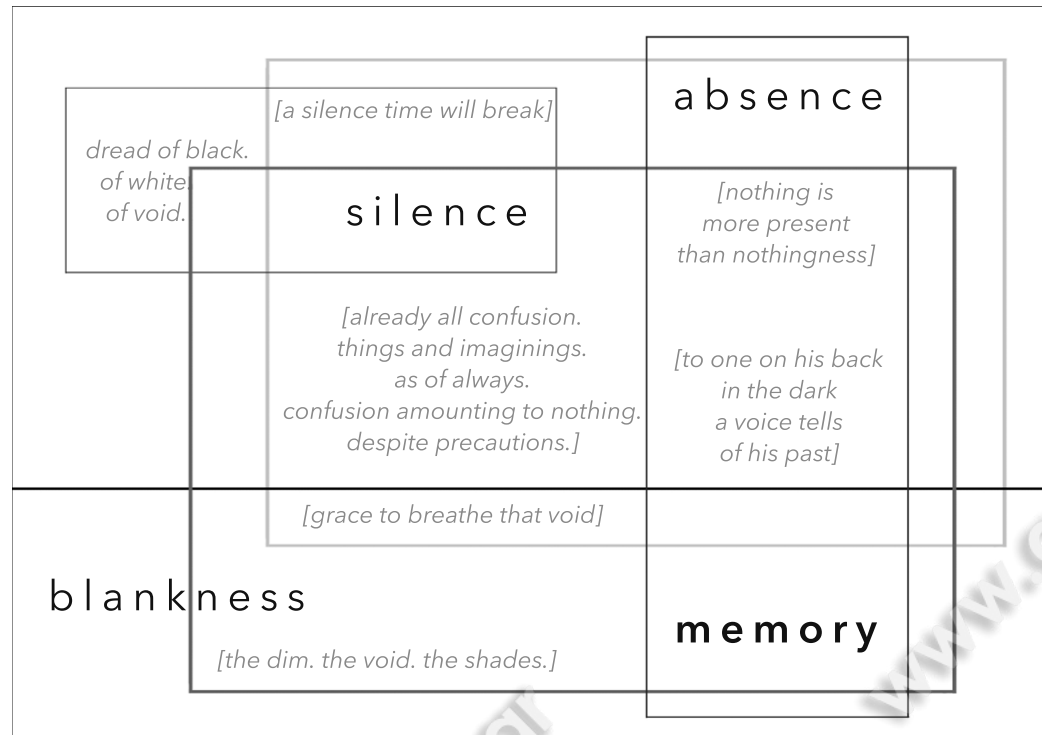 absence
[a silence time will break]
dread of black.
of white.
of void.
silence
[nothing is
more present
than nothingness]
[already all confusion.
things and imaginings.
as of always.
confusion amounting to nothing.
despite precautions.]
[to one on his back
in the dark
a voice tells
of his past]
[grace to breathe that void]
blankness
memory
[the dim. the void. the shades.]
www.
ar